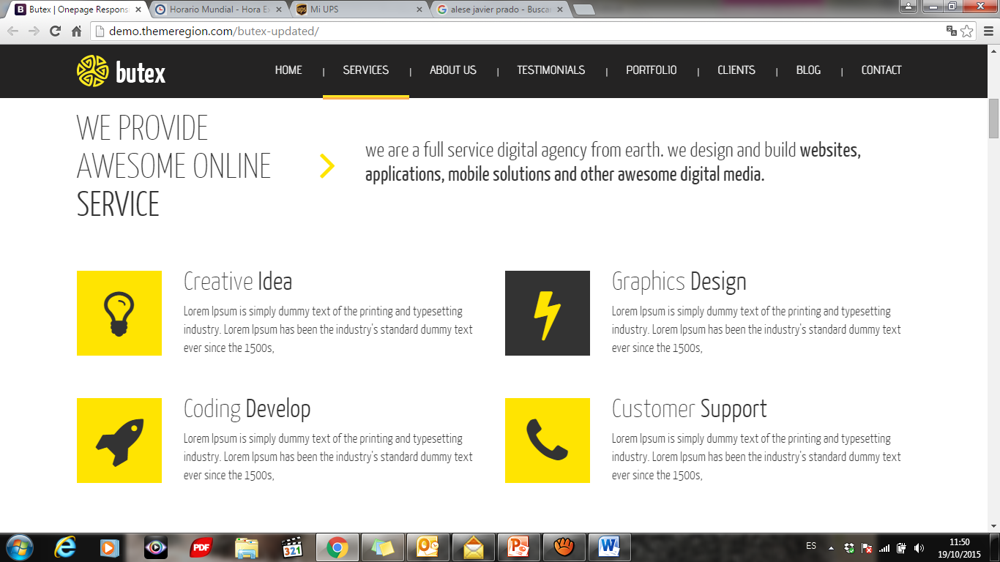 Butex | Onepage Respons
Horario Mundial - Hora Ex
Mi UPS
alese javier prado - Busca
demo.themeregion.com/butex-updated/
butex
HOME | SERVICES | ABOUT US | TESTIMONIALS | PORTFOLIO | CLIENTS | BLOG | CONTACT
WE PROVIDE
AWESOME ONLINE
SERVICE
we are a full service digital agency from earth. we design and build websites,
applications, mobile solutions and other awesome digital media.
Creative Idea
Lorem Ipsum is simply dummy text of the printing and typesetting
industry. Lorem Ipsum has been the industry's standard dummy text
ever since the 1500s,
Graphics Design
Lorem Ipsum is simply dummy text of the printing and typesetting
industry. Lorem Ipsum has been the industry's standard dummy text
ever since the 1500s,
Coding Develop
Lorem Ipsum is simply dummy text of the printing and typesetting
industry. Lorem Ipsum has been the industry's standard dummy text
ever since the 1500s,
Customer Support
Lorem Ipsum is simply dummy text of the printing and typesetting
industry. Lorem Ipsum has been the industry's standard dummy text
ever since the 1500s,
PDF
321
ES
11:50
19/10/2015